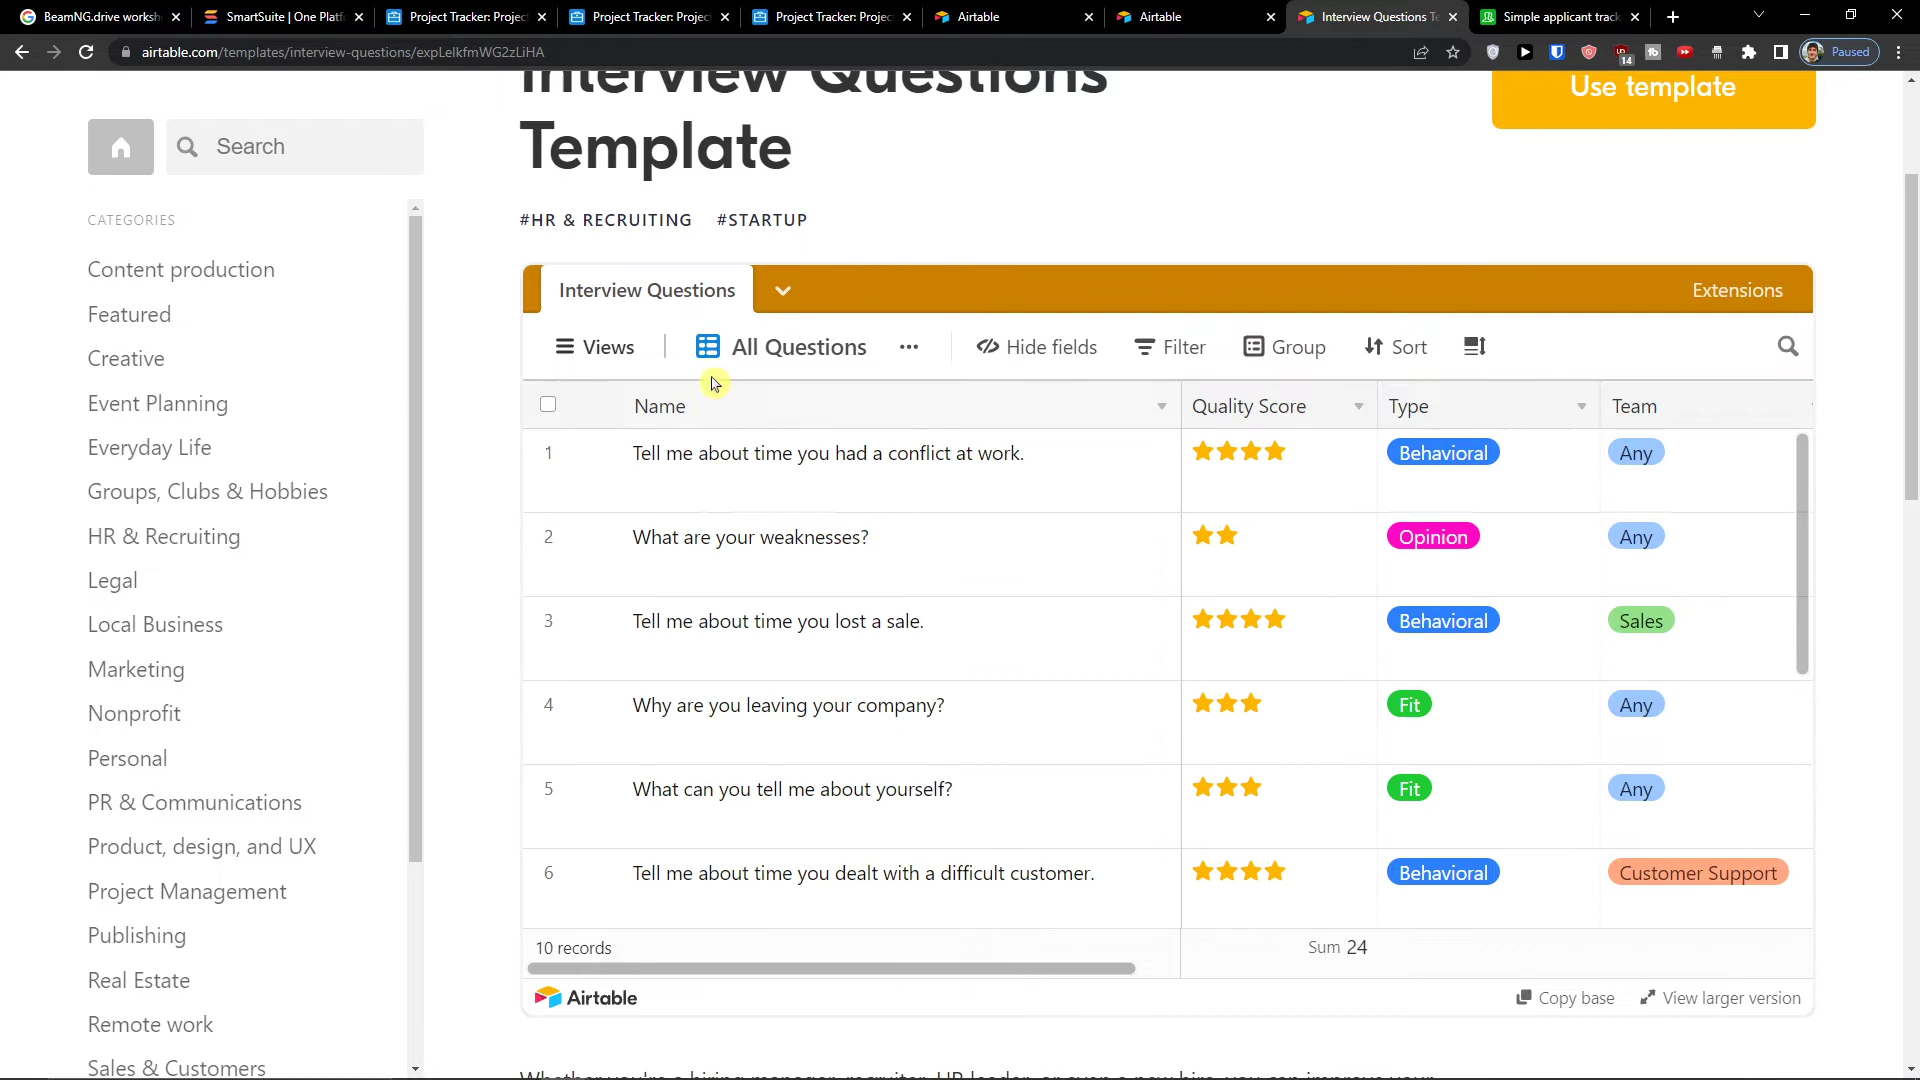 BeamNG.drive worksh
SmartSuite | One Platf
Project Tracker: Projec
Project Tracker: Projec
Project Tracker: Projec
Airtable
Airtable
Interview Questions Te
Simple applicant track
airtable.com/templates/interview-questions/expLelkfmWG2zLiHA
14
Paused
Interview Questions
Template
Use template
Search
#HR & RECRUITING #STARTUP
CATEGORIES
Content production
Featured
Creative
Event Planning
Everyday Life
Groups, Clubs & Hobbies
HR & Recruiting
Legal
Local Business
Marketing
Nonprofit
Personal
PR & Communications
Product, design, and UX
Project Management
Publishing
Real Estate
Remote work
Sales & Customers
Interview Questions
Extensions
Views
All Questions
Hide fields
Filter
Group
Sort
Name Quality Score Type Team
1 Tell me about time you had a conflict at work. Behavioral Any
2 What are your weaknesses? Opinion Any
3 Tell me about time you lost a sale. Behavioral Sales
4 Why are you leaving your company? Fit Any
5 What can you tell me about yourself? Fit Any
6 Tell me about time you dealt with a difficult customer. Behavioral Customer Support
10 records Sum 24
Airtable
Copy base
View larger version